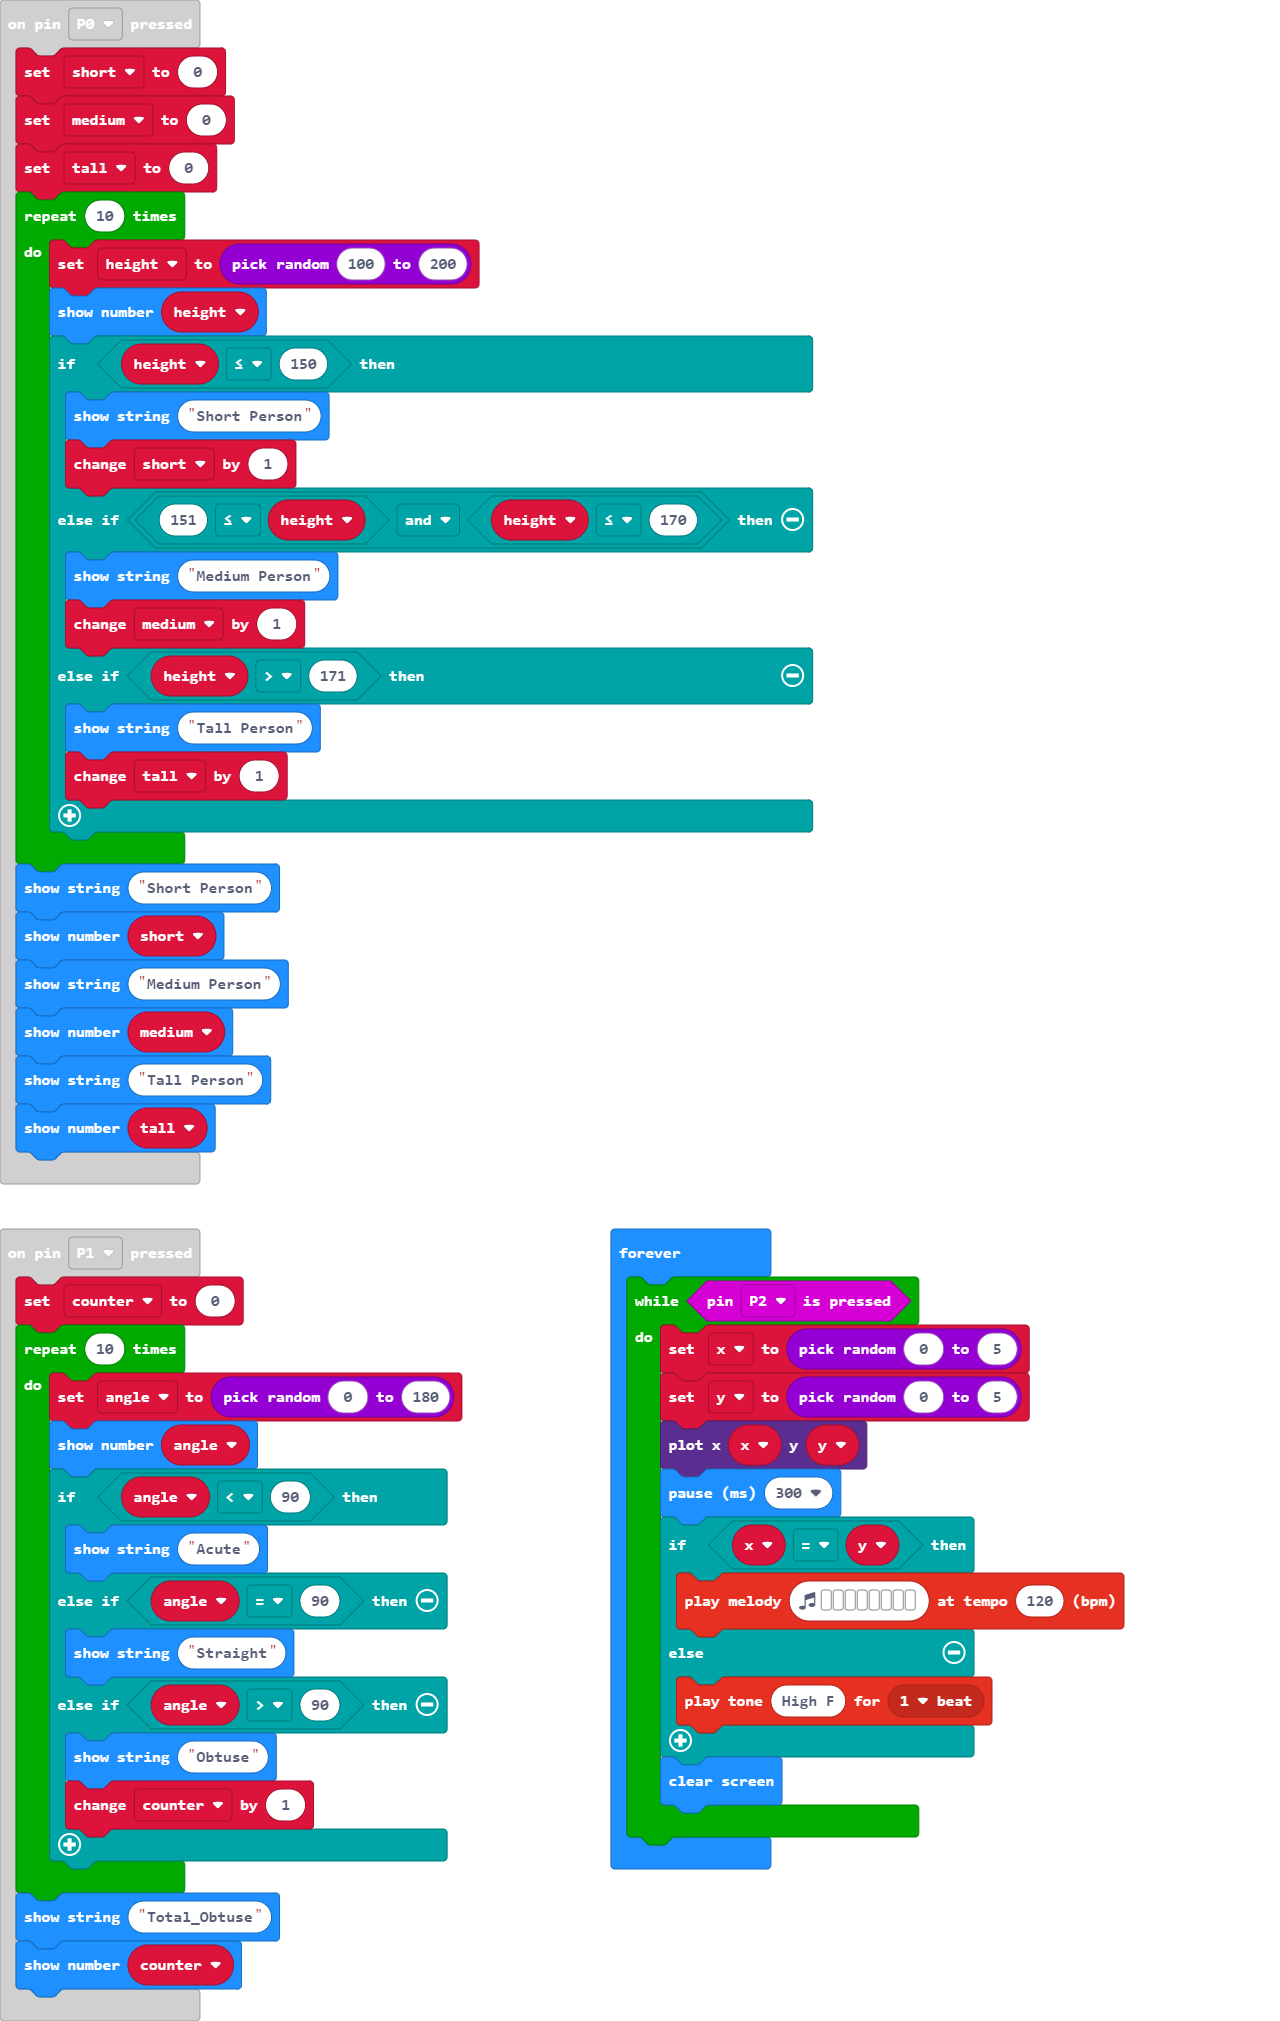 on pin P0 pressed
set short to 0
set medium to 0
set tall to 0
repeat 10 times
do
set height to pick random 100 to 200
show number height
if height ≤ 150 then
show string "Short Person"
change short by 1
else if 151 ≤ height and height ≤ 170 then
show string "Medium Person"
change medium by 1
else if height > 171 then
show string "Tall Person"
change tall by 1
show string "Short Person"
show number short
show string "Medium Person"
show number medium
show string "Tall Person"
show number tall
on pin P1 pressed
set counter to 0
repeat 10 times
do
set angle to pick random 0 to 180
show number angle
if angle < 90 then
show string "Acute"
else if angle = 90 then
show string "Straight"
else if angle > 90 then
show string "Obtuse"
change counter by 1
show string "Total_Obtuse"
show number counter
forever
while pin P2 is pressed
do
set x to pick random 0 to 5
set y to pick random 0 to 5
plot x x y y
pause (ms) 300
if x = y then
play melody at tempo 120 (bpm)
else
play tone High F for 1 beat
clear screen